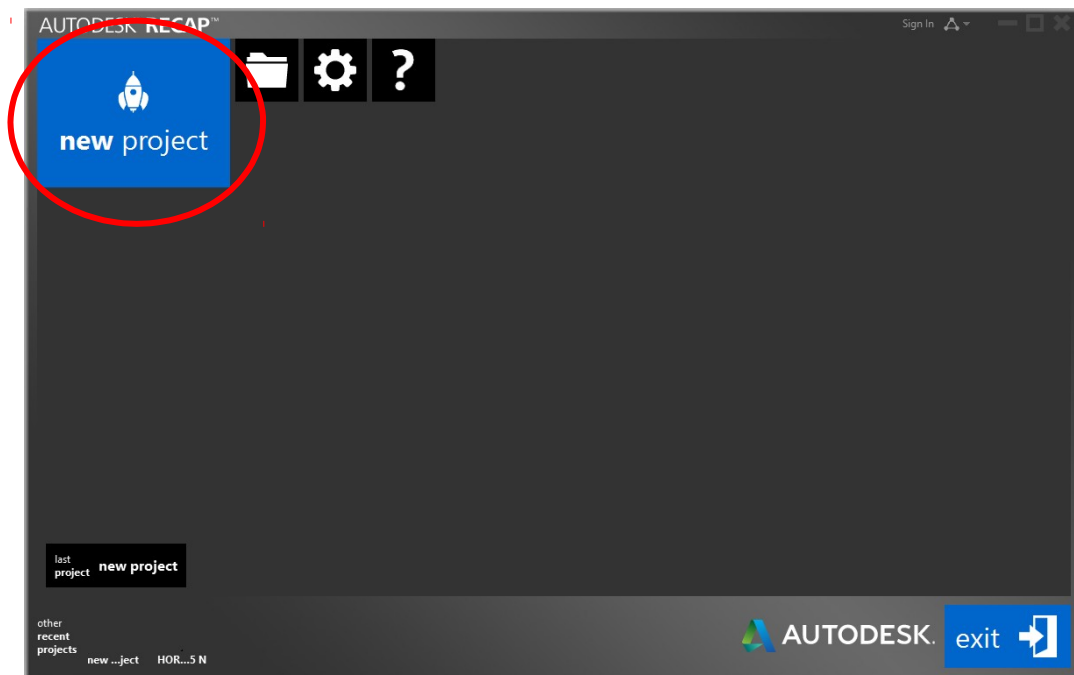 AUTODESK RECAP™
Sign In
?
new project
last
project
new project
other
recent
projects
new ...ject HOR...5 N
AUTODESK.
exit